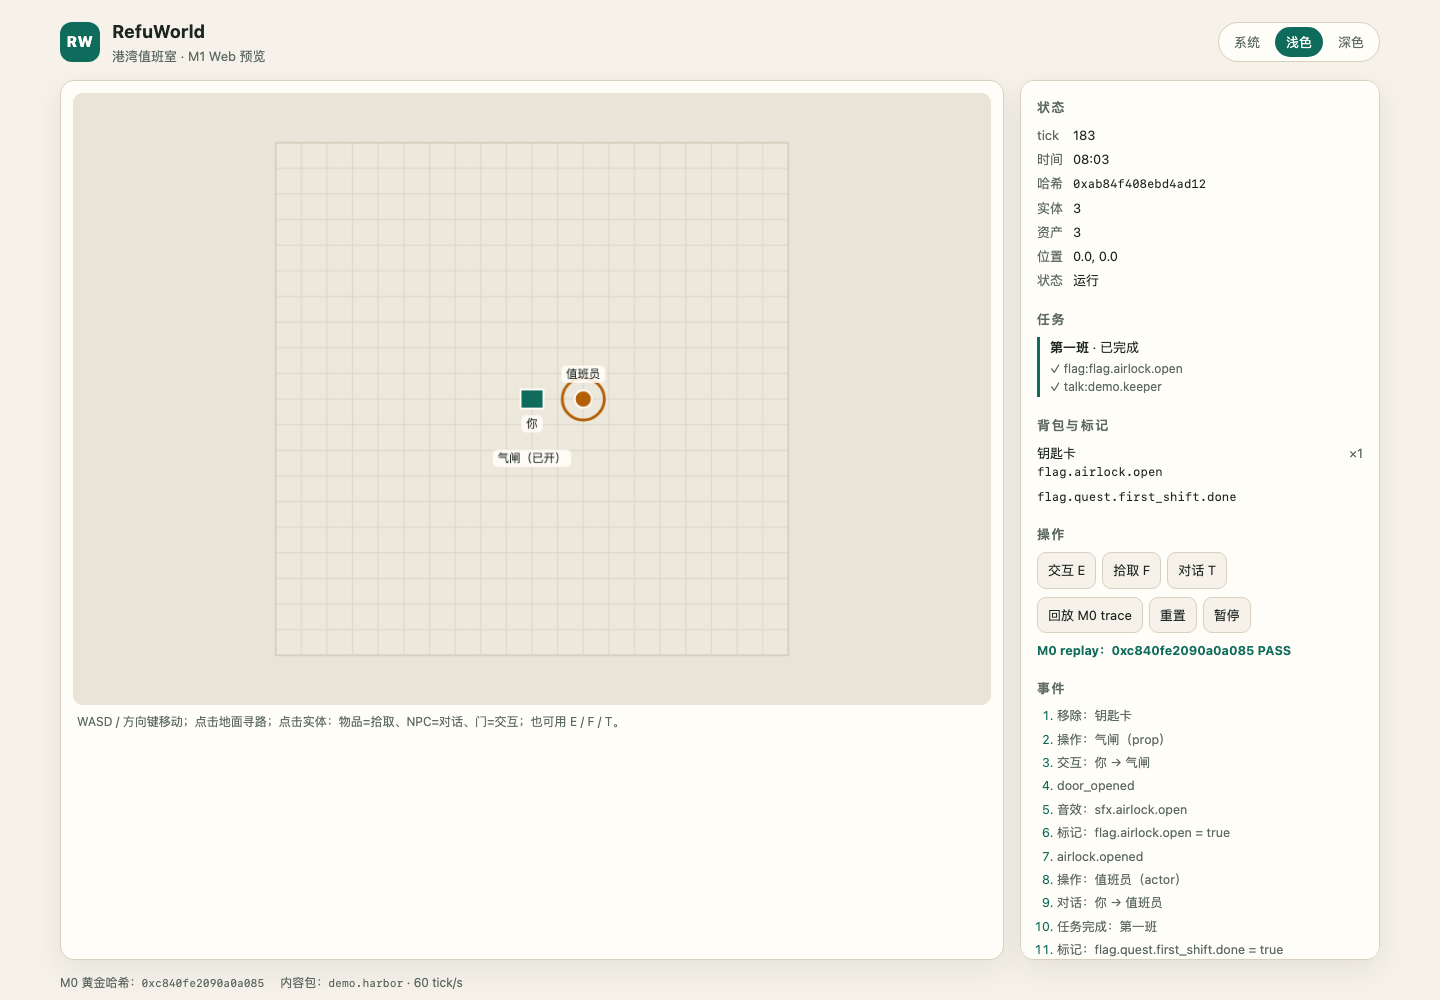 RW
RefuWorld
港湾值班室 · M1 Web 预览
系统 浅色 深色
值班员
你
气闸（已开）
WASD / 方向键移动；点击地面寻路；点击实体：物品=拾取、NPC=对话、门=交互；也可用 E / F / T。
状态
tick 183
时间 08:03
哈希 0xab84f408ebd4ad12
实体 3
资产 3
位置 0.0, 0.0
状态 运行
任务
第一班 · 已完成
✓ flag:flag.airlock.open
✓ talk:demo.keeper
背包与标记
钥匙卡 ×1
flag.airlock.open
flag.quest.first_shift.done
操作
交互 E 拾取 F 对话 T
回放 M0 trace 重置 暂停
M0 replay：0xc840fe2090a0a085 PASS
事件
1. 移除：钥匙卡
2. 操作：气闸（prop）
3. 交互：你 → 气闸
4. door_opened
5. 音效：sfx.airlock.open
6. 标记：flag.airlock.open = true
7. airlock.opened
8. 操作：值班员（actor）
9. 对话：你 → 值班员
10. 任务完成：第一班
11. 标记：flag.quest.first_shift.done = true
M0 黄金哈希：0xc840fe2090a0a085 内容包：demo.harbor · 60 tick/s